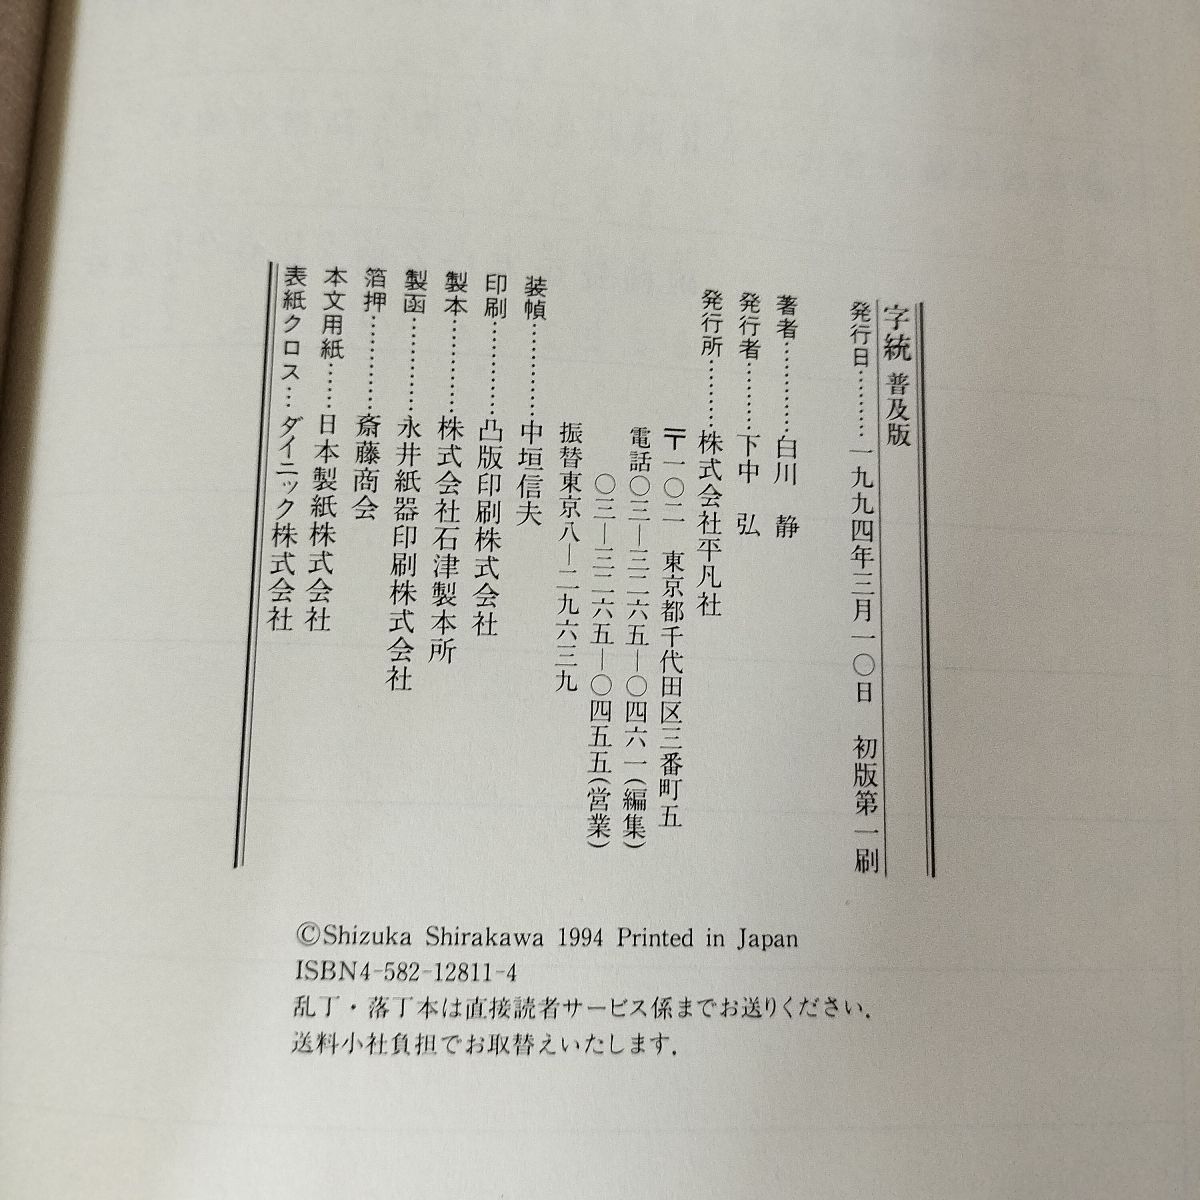 字統 普及版
発行日………一九九四年三月一〇日 初版第一刷
著者…………白川 静
発行者………下中 弘
発行所………株式会社平凡社
〒一〇二 東京都千代田区三番町五
電話〇三―三二六五―〇四六一(編集)
〇三―三二六五―〇四五五(営業)
振替東京八―二九六三九
装幀…………中垣信夫
印刷…………凸版印刷株式会社
製本…………株式会社石津製本所
製函…………永井紙器印刷株式会社
箔押…………斎藤商会
本文用紙……日本製紙株式会社
表紙クロス…ダイニック株式会社
©Shizuka Shirakawa 1994 Printed in Japan
ISBN4-582-12811-4
乱丁・落丁本は直接読者サービス係までお送りください.
送料小社負担でお取替えいたします.